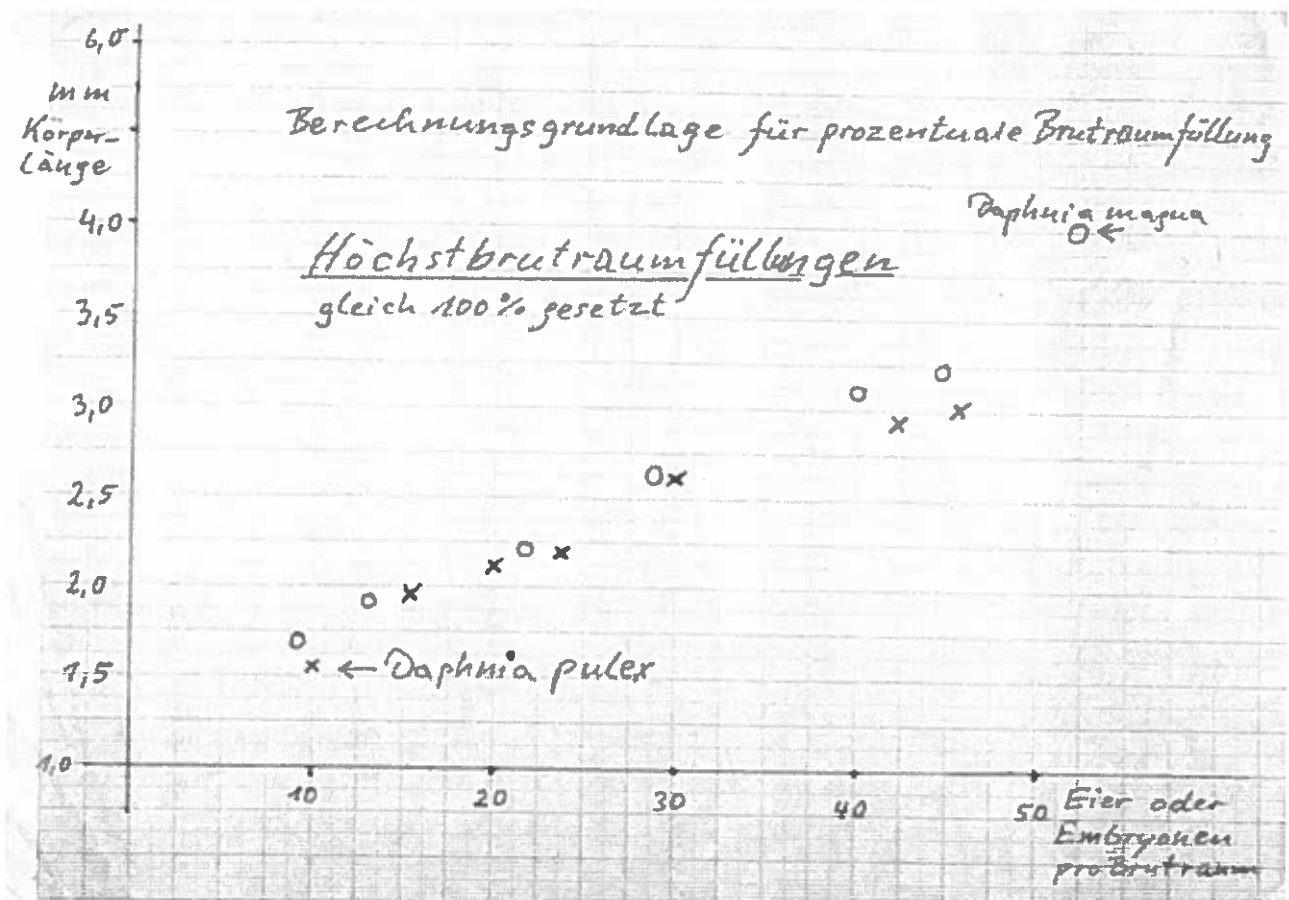 6,0
mm
Körper-
länge
Berechnungsgrundlage für prozentuale Brutraumfüllung
4,0
Daphnia magna
Höchstbrutraumfüllungen
gleich 100% gesetzt
3,5
3,0
2,5
2,0
1,5
← Daphnia pulex
1,0
10
20
30
40
50
Eier oder
Embryonen
pro Brutraum